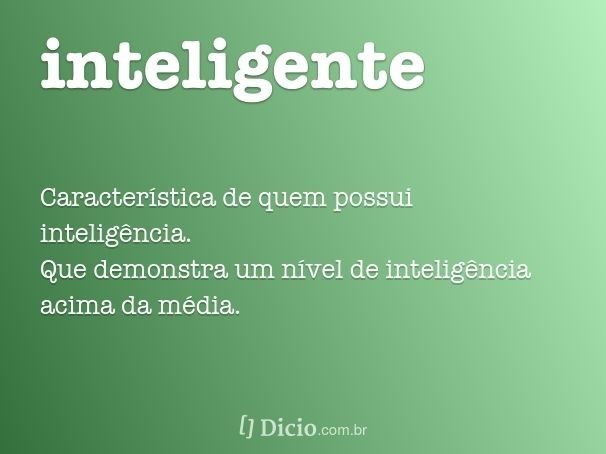 inteligente
Característica de quem possui
inteligência.
Que demonstra um nível de inteligência
acima da média.
[] Dicio.com.br